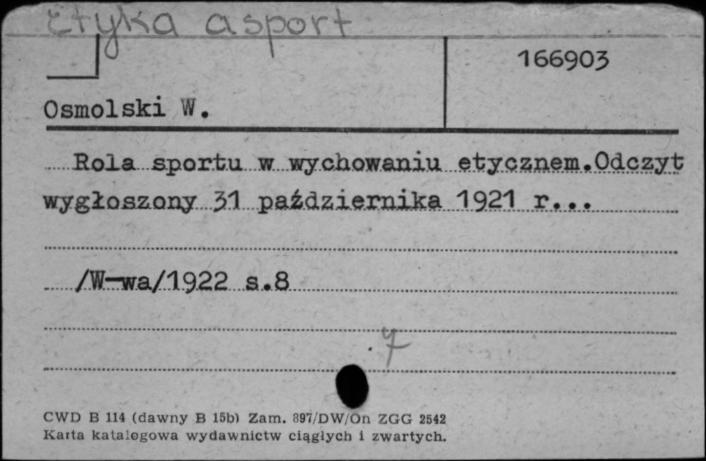 etyka a sport
166903
Osmolski W.
Rola sportu w wychowaniu etycznem.Odczyt
wygłoszony 31 października 1921 r...
/W-wa/1922 s.8
7
CWD B 114 (dawny B 15b) Zam. 897/DW/On ZGG 2542
Karta katalogowa wydawnictw ciągłych i zwartych.